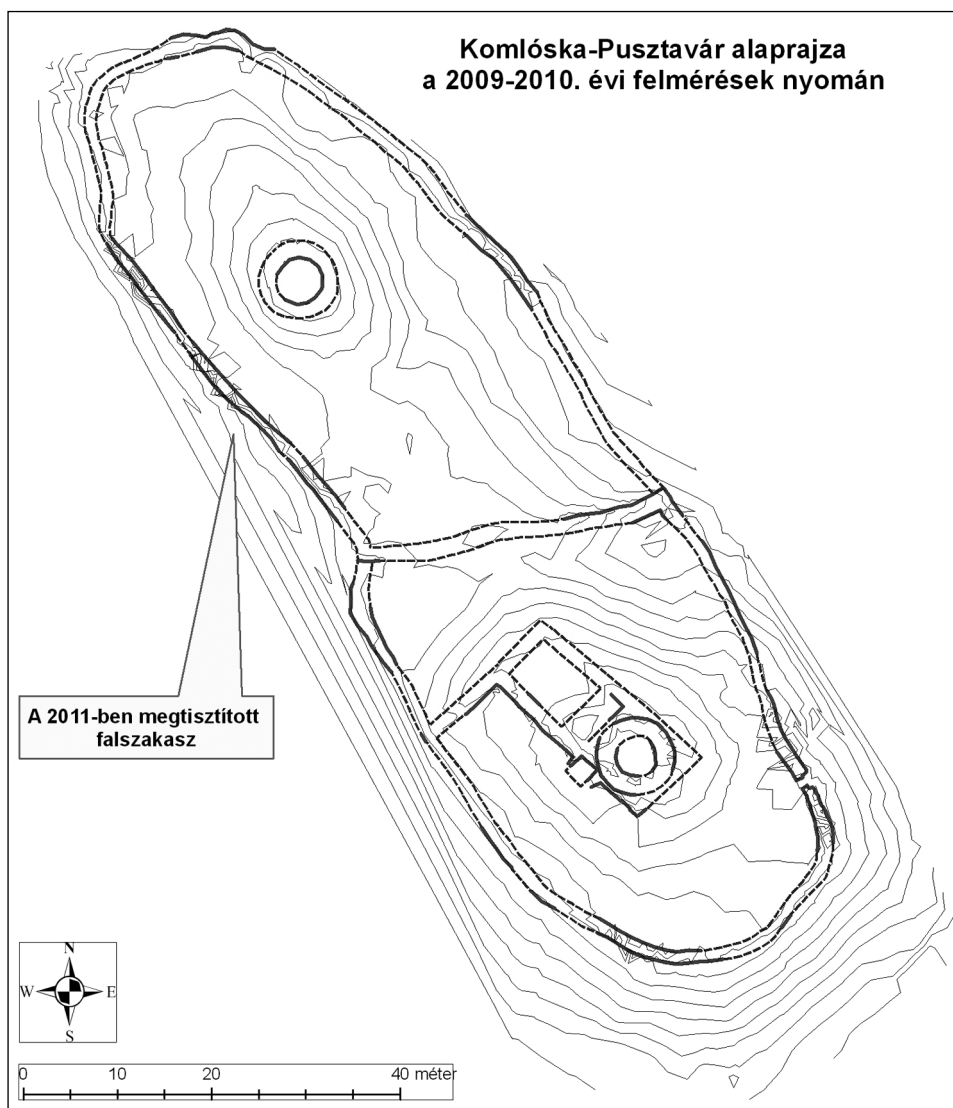 Komlóska-Pusztavár alaprajza
a 2009-2010. évi felmérések nyomán
A 2011-ben megtisztított
falszakasz
N
W E
S
0 10 20 40 méter